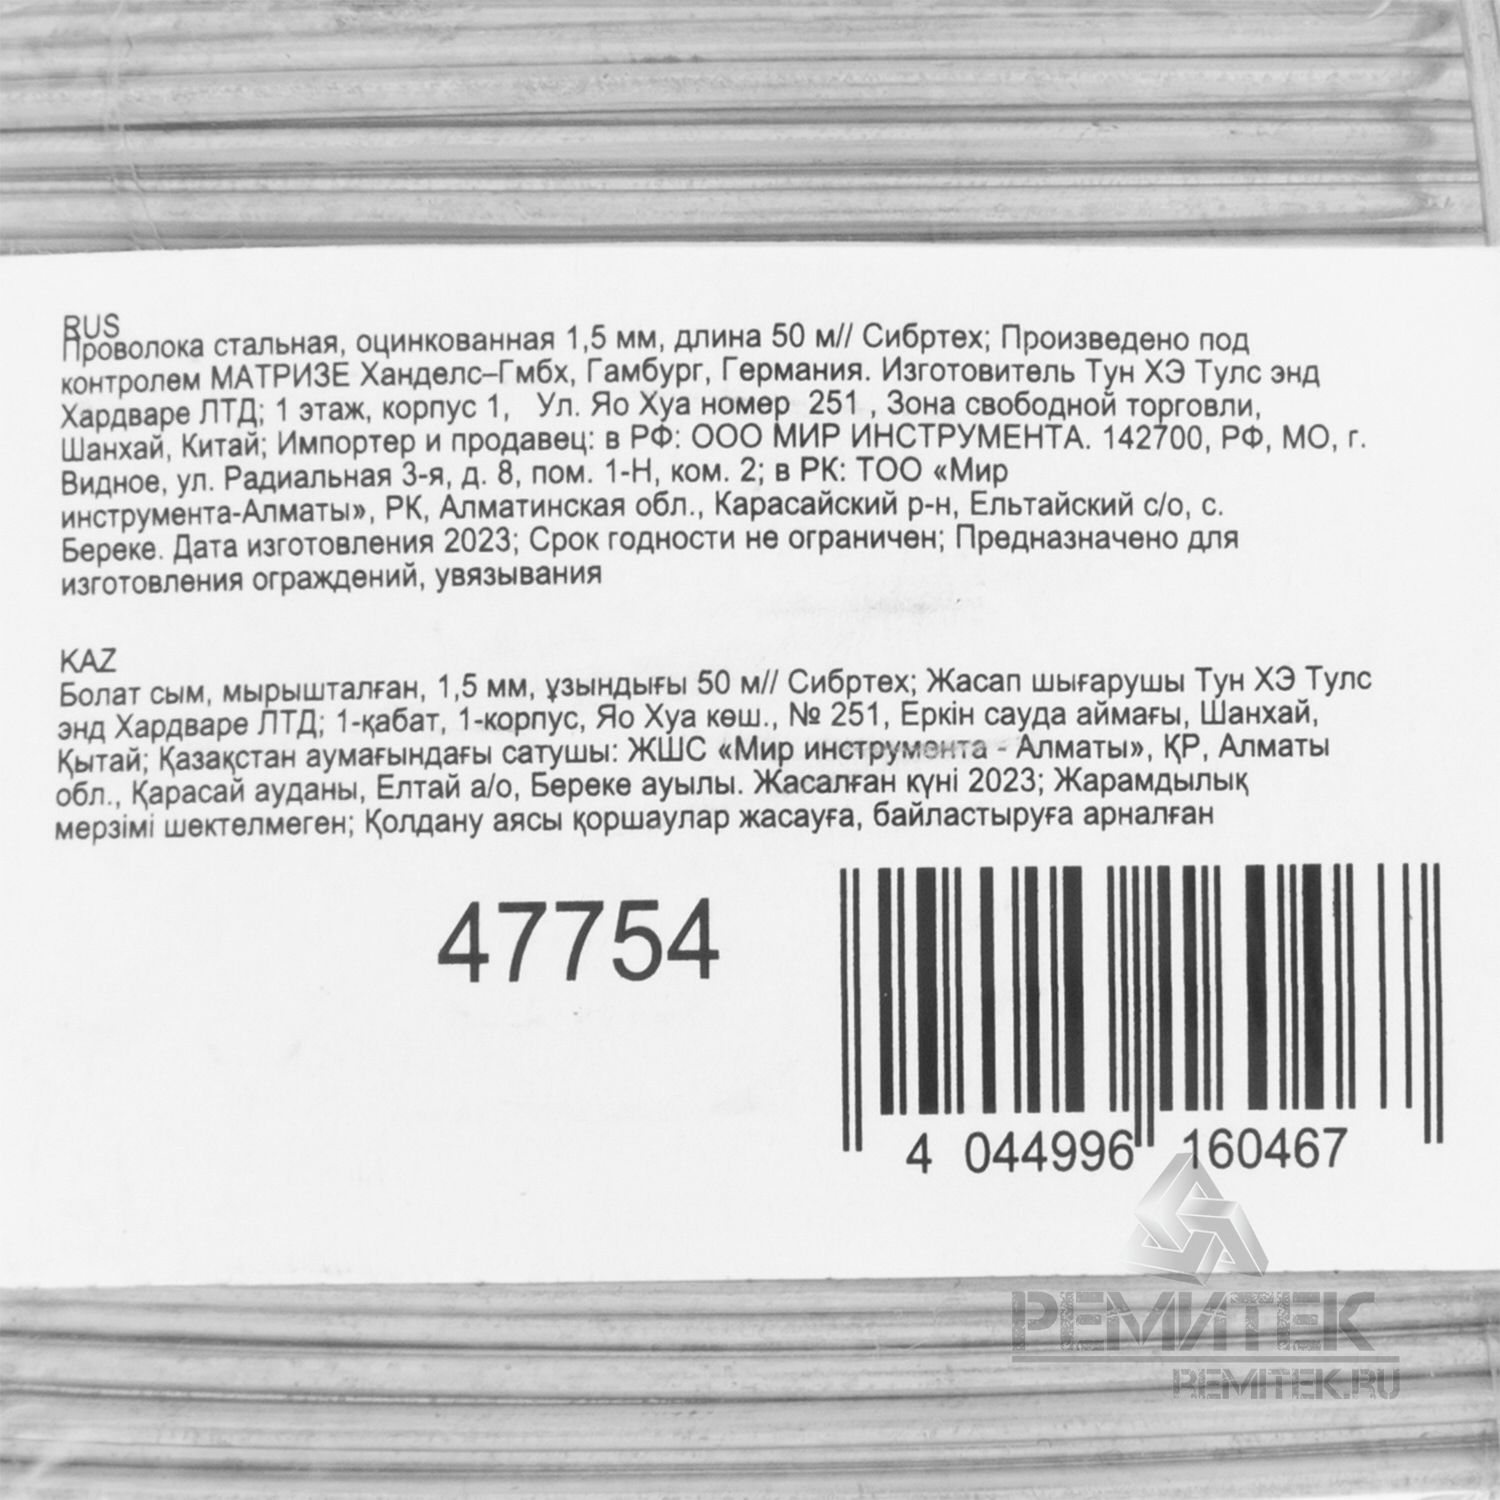 RUS
Проволока стальная, оцинкованная 1,5 мм, длина 50 м// Сибртех; Произведено под
контролем МАТРИЗЕ Ханделс–Гмбх, Гамбург, Германия. Изготовитель Тун ХЭ Тулс энд
Хардваре ЛТД; 1 этаж, корпус 1, Ул. Яо Хуа номер 251 , Зона свободной торговли,
Шанхай, Китай; Импортер и продавец: в РФ: ООО МИР ИНСТРУМЕНТА. 142700, РФ, МО, г.
Видное, ул. Радиальная 3-я, д. 8, пом. 1-Н, ком. 2; в РК: ТОО «Мир
инструмента-Алматы», РК, Алматинская обл., Карасайский р-н, Ельтайский с/о, с.
Береке. Дата изготовления 2023; Срок годности не ограничен; Предназначено для
изготовления ограждений, увязывания
KAZ
Болат сым, мырышталған, 1,5 мм, ұзындығы 50 м// Сибртех; Жасап шығарушы Тун ХЭ Тулс
энд Хардваре ЛТД; 1-қабат, 1-корпус, Яо Хуа көш., № 251, Еркін сауда аймағы, Шанхай,
Қытай; Қазақстан аумағындағы сатушы: ЖШС «Мир инструмента - Алматы», ҚР, Алматы
обл., Қарасай ауданы, Елтай а/о, Береке ауылы. Жасалған күні 2023; Жарамдылық
мерзімі шектелмеген; Қолдану аясы қоршаулар жасауға, байластыруға арналған
47754
4 044996 160467
РЕМИТЕК
REMITEK.RU